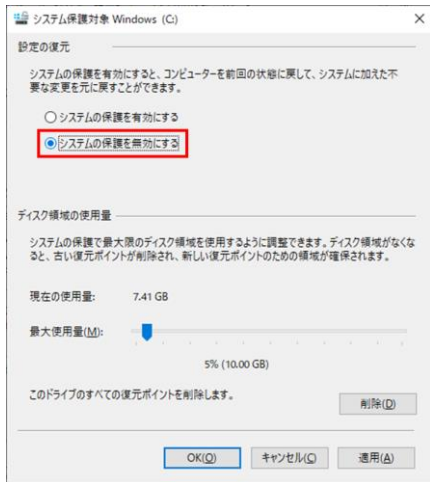 システム保護対象 Windows (C:)
設定の復元
システムの保護を有効にすると、コンピューターを前回の状態に戻して、システムに加えた不
要な変更を元に戻すことができます。
システムの保護を有効にする
システムの保護を無効にする
ディスク領域の使用量
システムの保護で最大限のディスク領域を使用するように調整できます。ディスク領域がなくな
ると、古い復元ポイントが削除され、新しい復元ポイントのための領域が確保されます。
現在の使用量: 7.41 GB
最大使用量(M):
5% (10.00 GB)
このドライブのすべての復元ポイントを削除します。
削除(D)
OK(O) キャンセル(C) 適用(A)